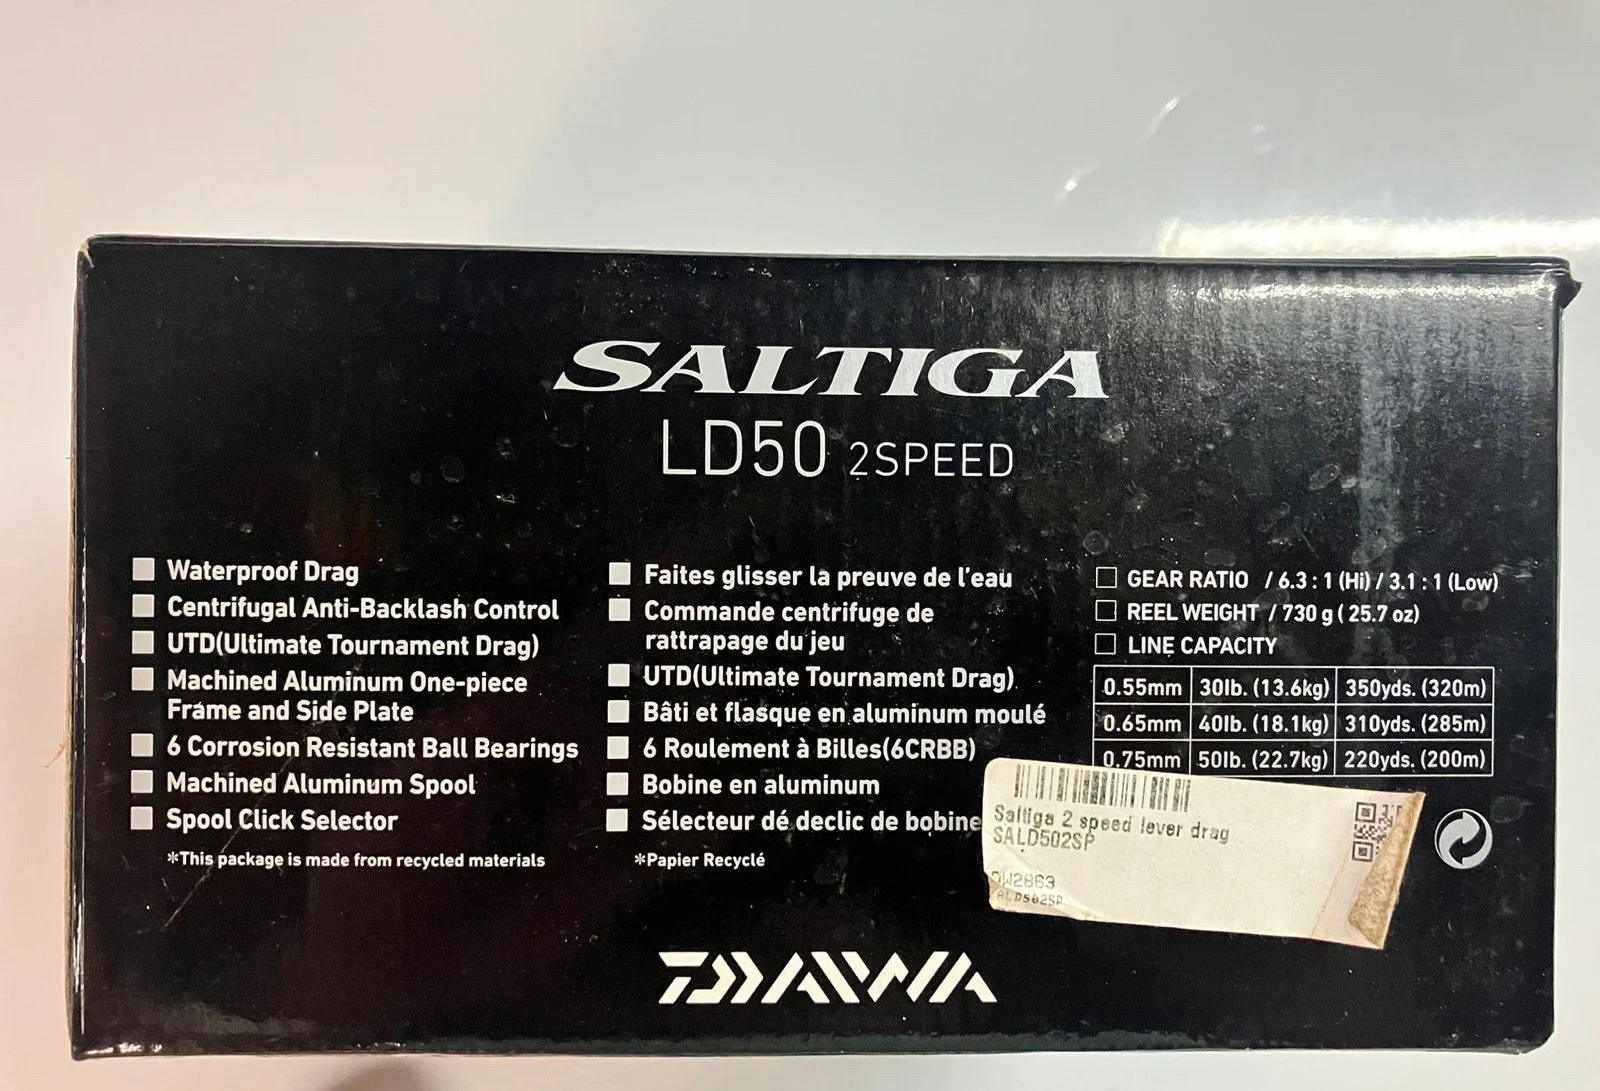 SALTIGA
LD50 2SPEED
Waterproof Drag
Centrifugal Anti-Backlash Control
UTD(Ultimate Tournament Drag)
Machined Aluminum One-piece
Frame and Side Plate
6 Corrosion Resistant Ball Bearings
Machined Aluminum Spool
Spool Click Selector
*This package is made from recycled materials
Faites glisser la preuve de l'eau
Commande centrifuge de
rattrapage du jeu
UTD(Ultimate Tournament Drag)
Bâti et flasque en aluminum moulé
6 Roulement à Billes(6CRBB)
Bobine en aluminum
Sélecteur dé declic de bobine
*Papier Recyclé
GEAR RATIO / 6.3 : 1 (Hi) / 3.1 : 1 (Low)
REEL WEIGHT / 730 g ( 25.7 oz)
LINE CAPACITY
0.55mm 30lb. (13.6kg) 350yds. (320m)
0.65mm 40lb. (18.1kg) 310yds. (285m)
0.75mm 50lb. (22.7kg) 220yds. (200m)
Saltiga 2 speed lever drag
SALD502SP
DAIWA